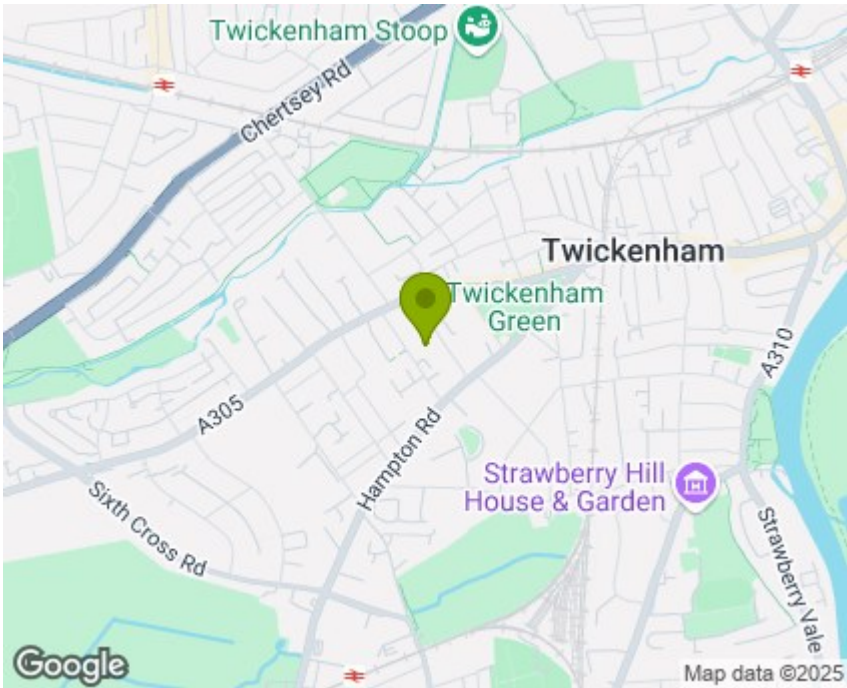 Twickenham Stoop
Chertsey Rd
Twickenham
Twickenham
Green
A310
A305
Hampton Rd
Strawberry Hill
House & Garden
Sixth Cross Rd
Strawberry Vale
Google
Map data ©2025